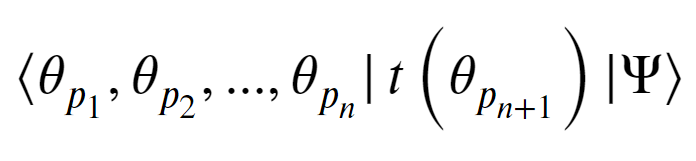 ⟨θ_{p_1}, θ_{p_2}, ..., θ_{p_n} | t (θ_{p_{n+1}}) |Ψ⟩